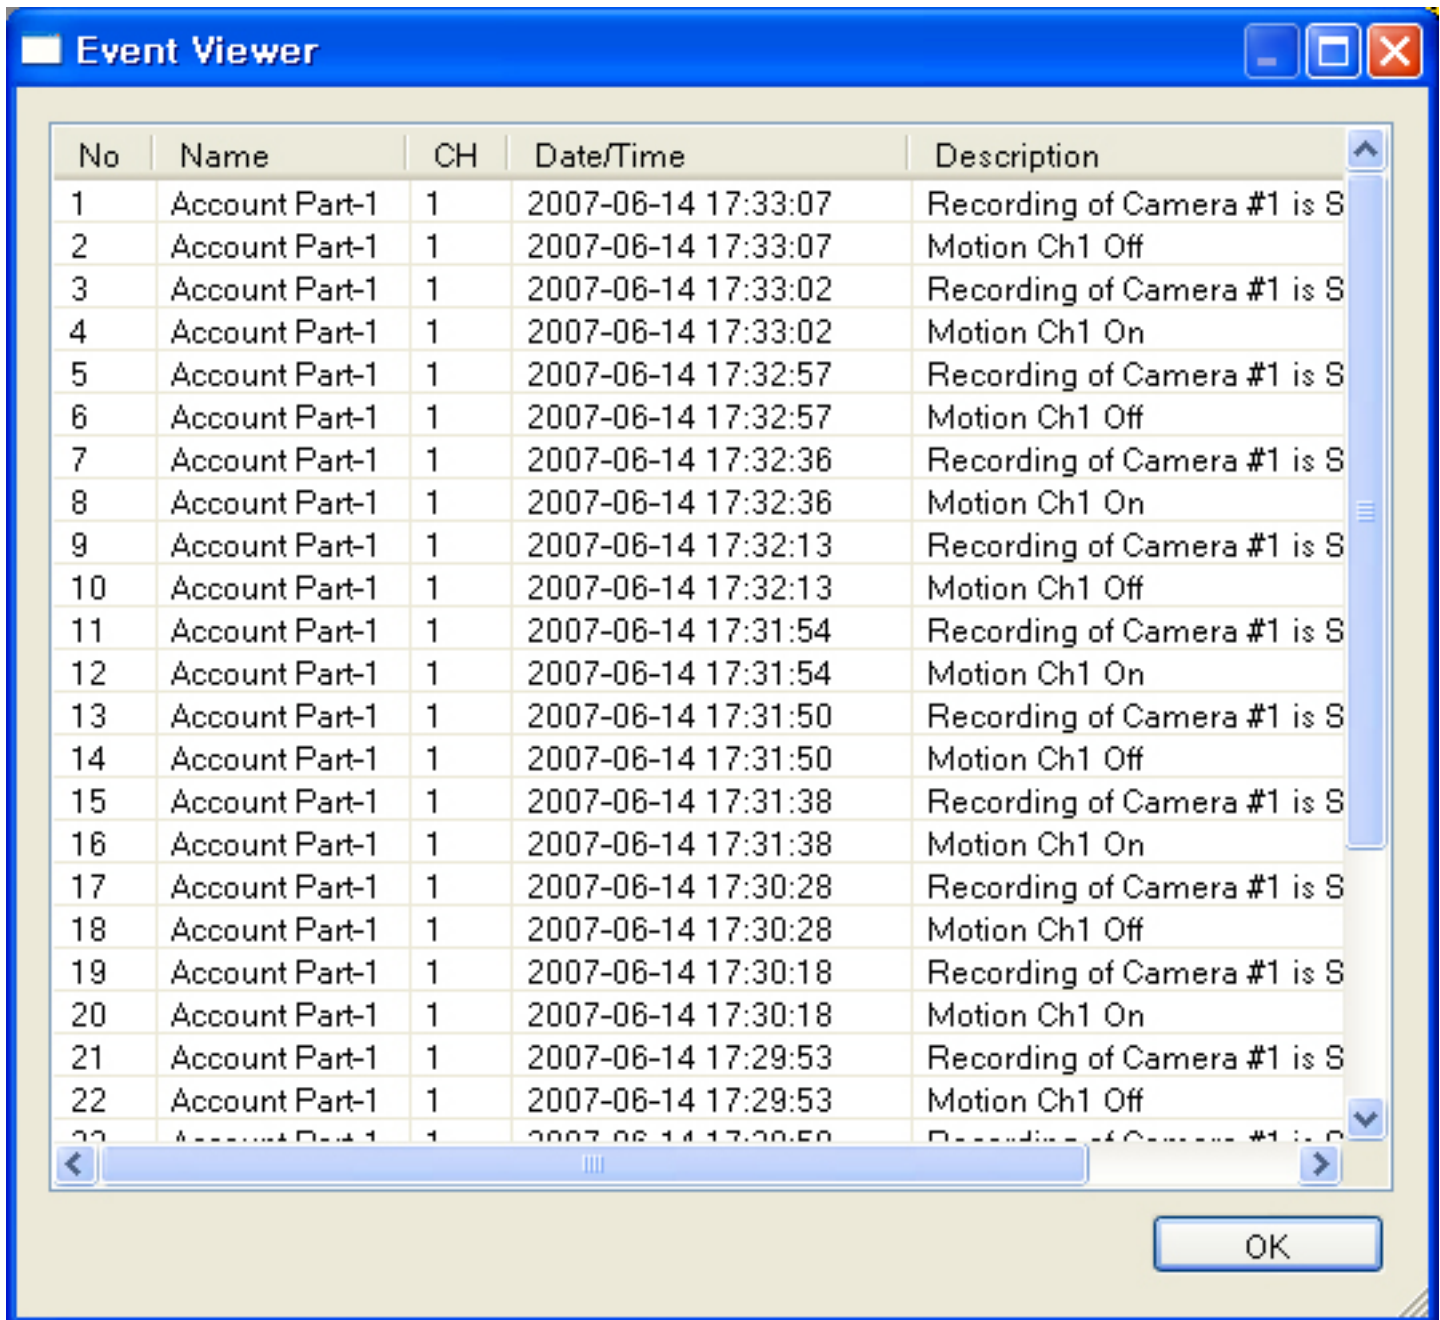 Event Viewer
No Name CH Date/Time Description
1 Account Part-1 1 2007-06-14 17:33:07 Recording of Camera #1 is S
2 Account Part-1 1 2007-06-14 17:33:07 Motion Ch1 Off
3 Account Part-1 1 2007-06-14 17:33:02 Recording of Camera #1 is S
4 Account Part-1 1 2007-06-14 17:33:02 Motion Ch1 On
5 Account Part-1 1 2007-06-14 17:32:57 Recording of Camera #1 is S
6 Account Part-1 1 2007-06-14 17:32:57 Motion Ch1 Off
7 Account Part-1 1 2007-06-14 17:32:36 Recording of Camera #1 is S
8 Account Part-1 1 2007-06-14 17:32:36 Motion Ch1 On
9 Account Part-1 1 2007-06-14 17:32:13 Recording of Camera #1 is S
10 Account Part-1 1 2007-06-14 17:32:13 Motion Ch1 Off
11 Account Part-1 1 2007-06-14 17:31:54 Recording of Camera #1 is S
12 Account Part-1 1 2007-06-14 17:31:54 Motion Ch1 On
13 Account Part-1 1 2007-06-14 17:31:50 Recording of Camera #1 is S
14 Account Part-1 1 2007-06-14 17:31:50 Motion Ch1 Off
15 Account Part-1 1 2007-06-14 17:31:38 Recording of Camera #1 is S
16 Account Part-1 1 2007-06-14 17:31:38 Motion Ch1 On
17 Account Part-1 1 2007-06-14 17:30:28 Recording of Camera #1 is S
18 Account Part-1 1 2007-06-14 17:30:28 Motion Ch1 Off
19 Account Part-1 1 2007-06-14 17:30:18 Recording of Camera #1 is S
20 Account Part-1 1 2007-06-14 17:30:18 Motion Ch1 On
21 Account Part-1 1 2007-06-14 17:29:53 Recording of Camera #1 is S
22 Account Part-1 1 2007-06-14 17:29:53 Motion Ch1 Off
OK